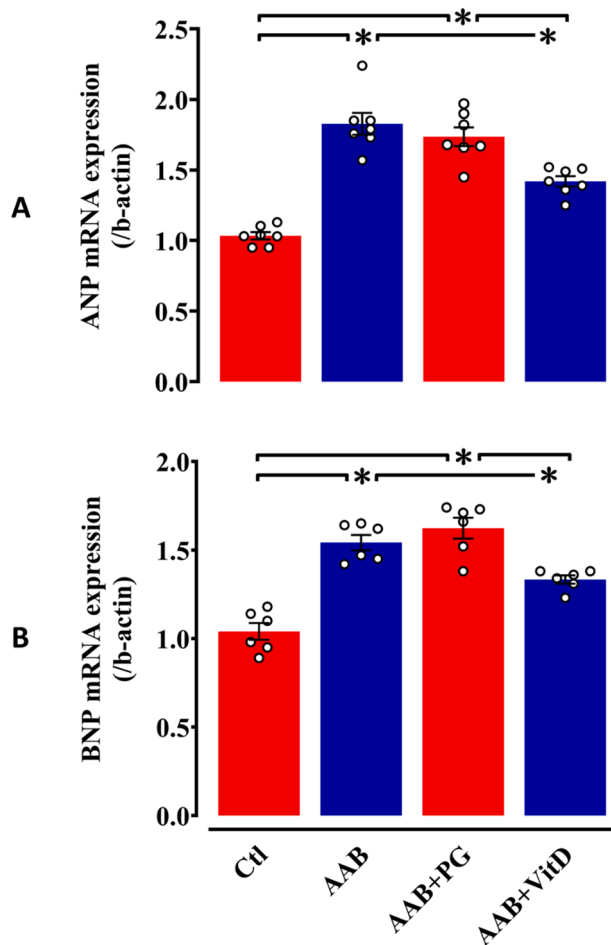 A
ANP mRNA expression
(/b-actin)
2.5
2.0
1.5
1.0
0.5
0.0
* 
* *
B
BNP mRNA expression
(/b-actin)
2.0
1.5
1.0
0.5
0.0
*
* *
Ctl
AAB
AAB+PG
AAB+VitD